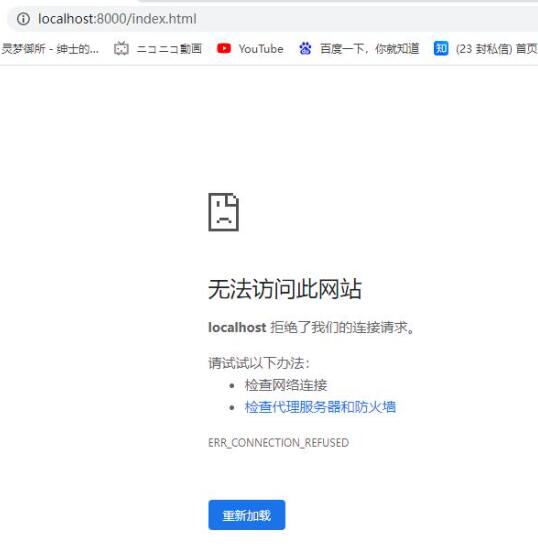 localhost:8000/index.html
灵梦御所 - 绅士的... ニコニコ動画 YouTube 百度一下，你就知道 知 (23 封私信) 首页
无法访问此网站
localhost 拒绝了我们的连接请求。
请试试以下办法：
• 检查网络连接
• 检查代理服务器和防火墙
ERR_CONNECTION_REFUSED
重新加载